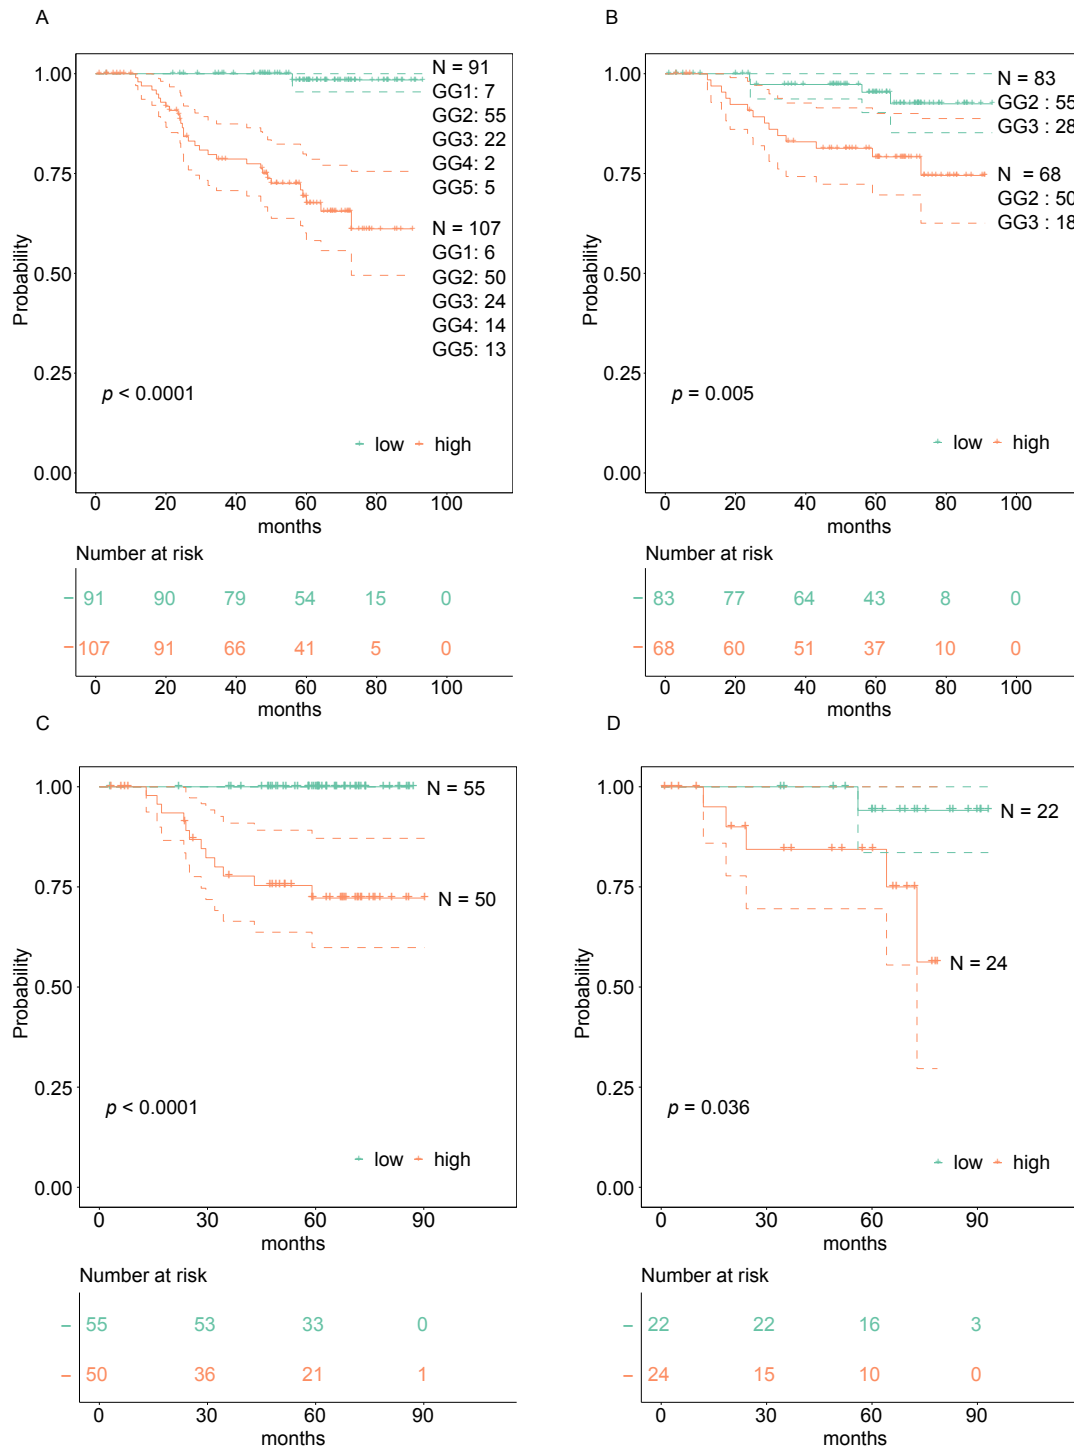 A
1.00
0.75
0.50
0.25
0.00
Probability
N = 91
GG1: 7
GG2: 55
GG3: 22
GG4: 2
GG5: 5
N = 107
GG1: 6
GG2: 50
GG3: 24
GG4: 14
GG5: 13
p < 0.0001
low high
0 20 40 60 80 100
months
Number at risk
91 90 79 54 15 0
107 91 66 41 5 0
0 20 40 60 80 100
months
B
1.00
0.75
0.50
0.25
0.00
Probability
N = 83
GG2 : 55
GG3 : 28
N = 68
GG2 : 50
GG3 : 18
p = 0.005
low high
0 20 40 60 80 100
months
Number at risk
83 77 64 43 8 0
68 60 51 37 10 0
0 20 40 60 80 100
months
C
1.00
0.75
0.50
0.25
0.00
Probability
N = 55
N = 50
p < 0.0001
low high
0 30 60 90
months
Number at risk
55 53 33 0
50 36 21 1
0 30 60 90
months
D
1.00
0.75
0.50
0.25
0.00
Probability
N = 22
N = 24
p = 0.036
low high
0 30 60 90
months
Number at risk
22 22 16 3
24 15 10 0
0 30 60 90
months